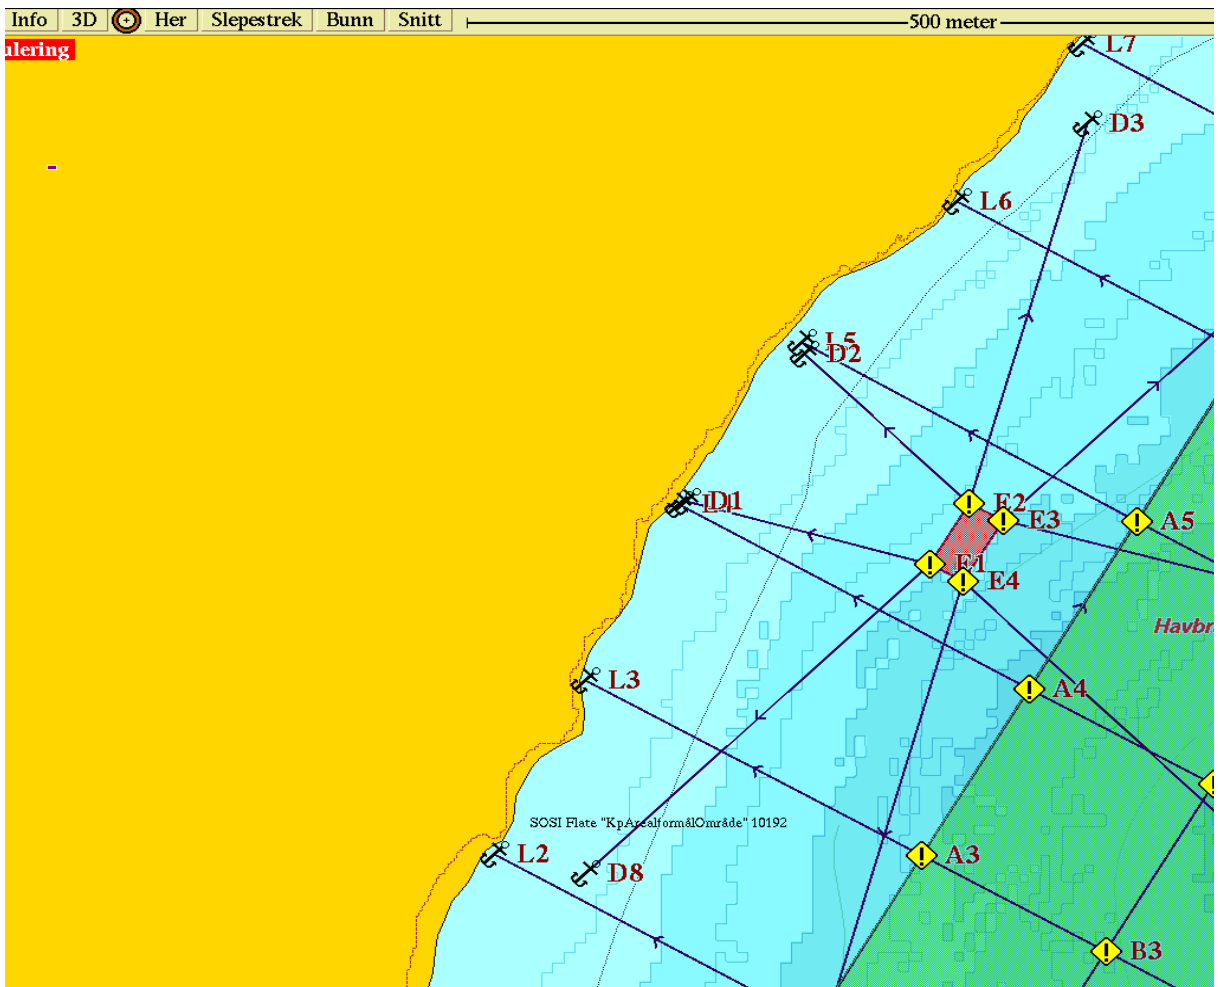 Info 3D Her Slepestrek Bunn Snitt 500 meter
ulering
L7
D3
L6
L5
D2
D1
E2
E3
A5
E1
E4
Havbr
L3
A4
SOSI Flate "KpArealformålOmråde" 10192
L2
A3
D8
B3